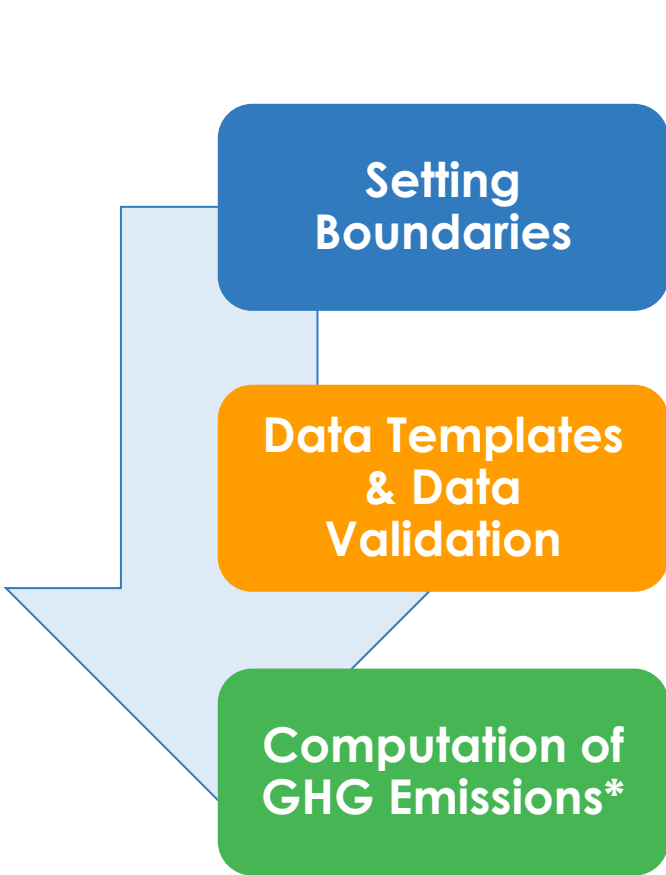 Setting
Boundaries
Data Templates
& Data
Validation
Computation of
GHG Emissions*